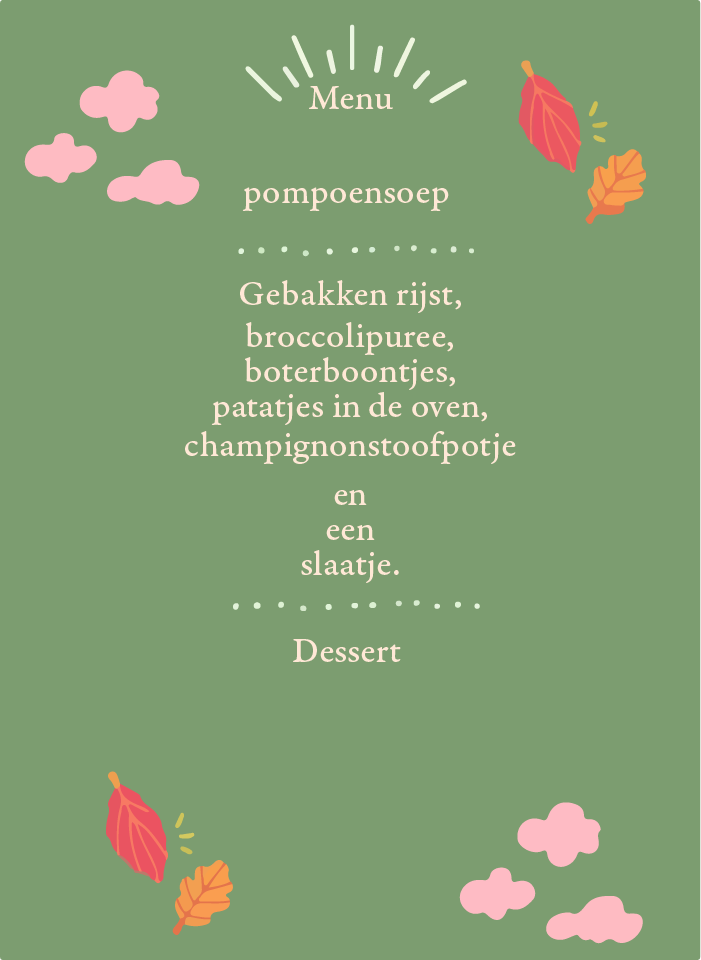 Menu
pompoensoep
Gebakken rijst,
broccolipuree,
boterboontjes,
patatjes in de oven,
champignonstoofpotje
en
een
slaatje.
Dessert